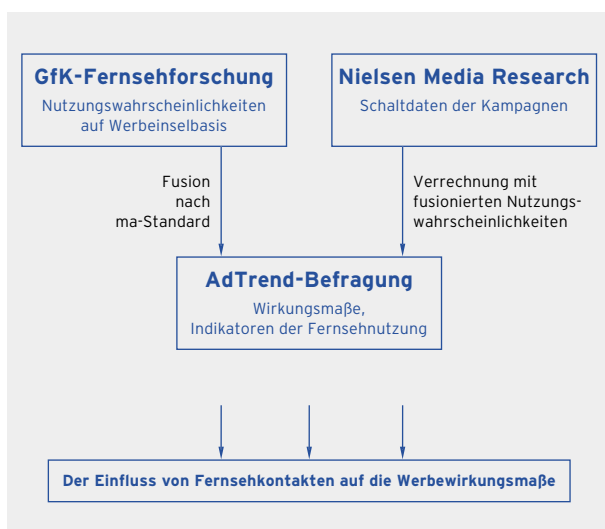 GfK-Fernsehforschung
Nutzungswahrscheinlichkeiten
auf Werbeinselbasis
Nielsen Media Research
Schaltdaten der Kampagnen
Fusion
nach
ma-Standard
Verrechnung mit
fusionierten Nutzungs-
wahrscheinlichkeiten
AdTrend-Befragung
Wirkungsmaße,
Indikatoren der Fernsehnutzung
Der Einfluss von Fernsehkontakten auf die Werbewirkungsmaße